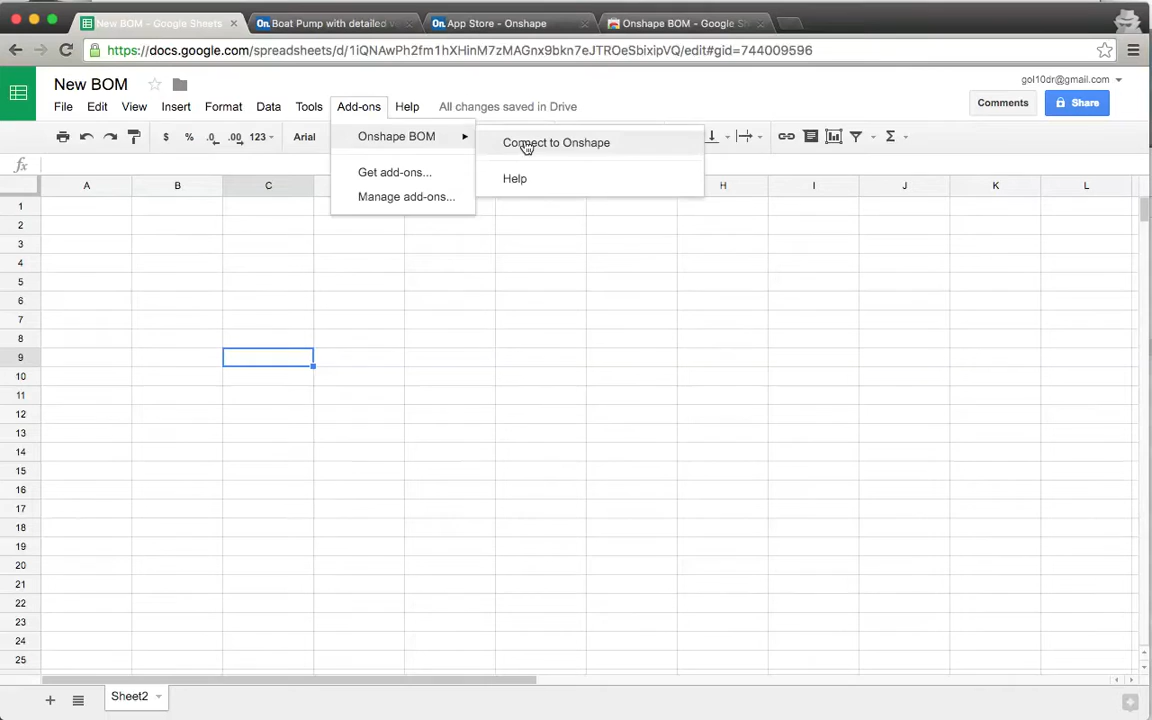 New BOM - Google Sheets
On. Boat Pump with detailed v
On. App Store - Onshape
Onshape BOM - Google S
https://docs.google.com/spreadsheets/d/1iQNAwPh2fm1hXHinM7zMAGnx9bkn7eJTROeSbixipVQ/edit#gid=744009596
New BOM
gol10dr@gmail.com
File Edit View Insert Format Data Tools Add-ons Help All changes saved in Drive
Comments
Share
$ % .0 .00 123 Arial
Onshape BOM
Get add-ons...
Manage add-ons...
Connect to Onshape
Help
fx
A B C H I J K L
1
2
3
4
5
6
7
8
9
10
11
12
13
14
15
16
17
18
19
20
21
22
23
24
25
Sheet2